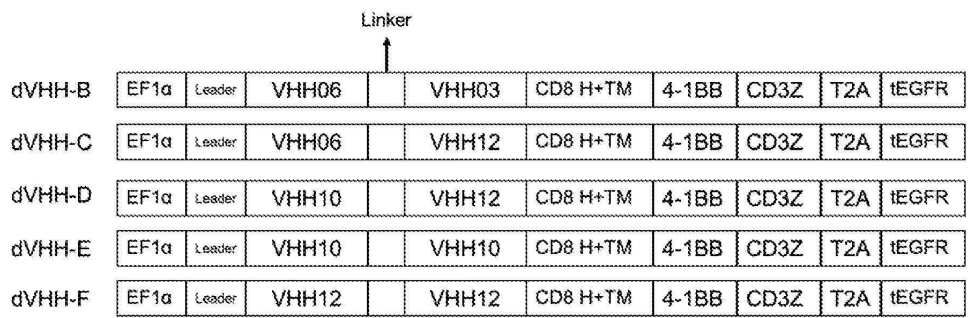 Linker
dVHH-B EF1α Leader VHH06 VHH03 CD8 H+TM 4-1BB CD3Z T2A tEGFR
dVHH-C EF1α Leader VHH06 VHH12 CD8 H+TM 4-1BB CD3Z T2A tEGFR
dVHH-D EF1α Leader VHH10 VHH12 CD8 H+TM 4-1BB CD3Z T2A tEGFR
dVHH-E EF1α Leader VHH10 VHH10 CD8 H+TM 4-1BB CD3Z T2A tEGFR
dVHH-F EF1α Leader VHH12 VHH12 CD8 H+TM 4-1BB CD3Z T2A tEGFR